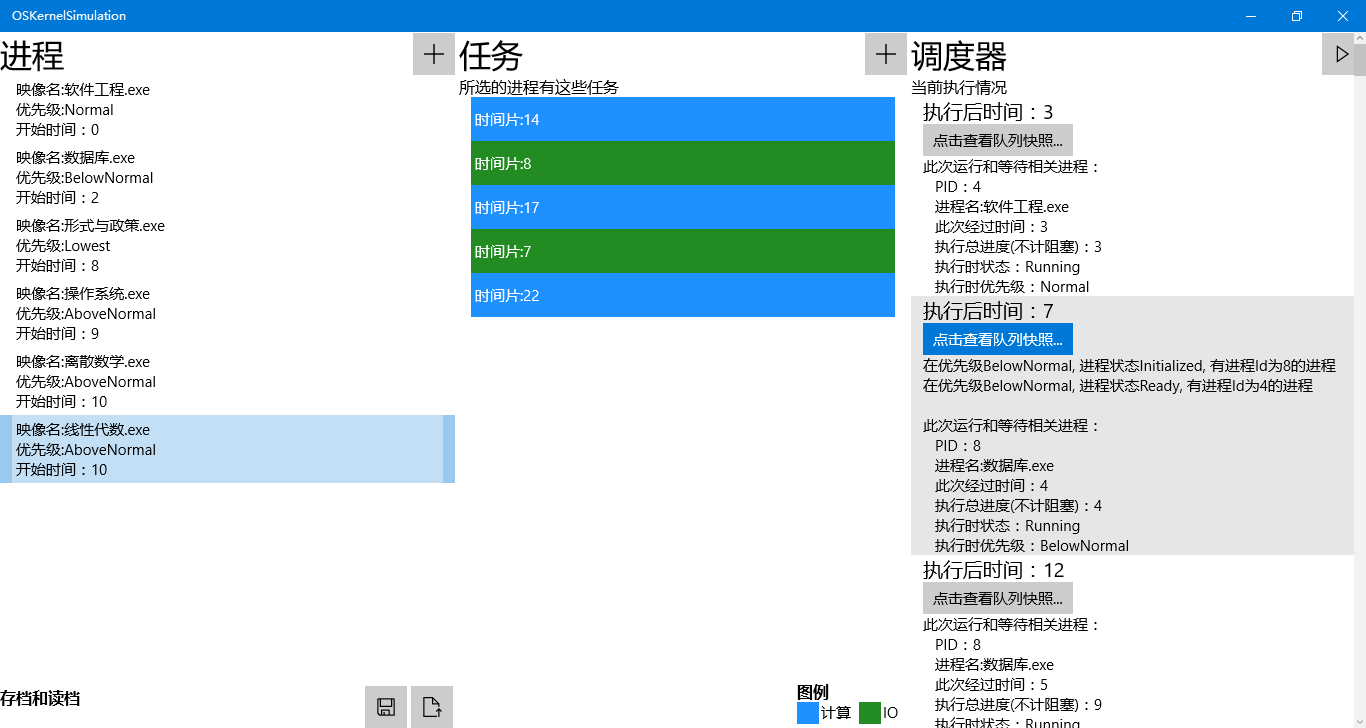 OSKernelSimulation
进程
映像名:软件工程.exe
优先级:Normal
开始时间：0
映像名:数据库.exe
优先级:BelowNormal
开始时间：2
映像名:形式与政策.exe
优先级:Lowest
开始时间：8
映像名:操作系统.exe
优先级:AboveNormal
开始时间：9
映像名:离散数学.exe
优先级:AboveNormal
开始时间：10
映像名:线性代数.exe
优先级:AboveNormal
开始时间：10
存档和读档
任务
所选的进程有这些任务
时间片:14
时间片:8
时间片:17
时间片:7
时间片:22
图例
计算 IO
调度器
当前执行情况
执行后时间：3
点击查看队列快照...
此次运行和等待相关进程：
PID：4
进程名:软件工程.exe
此次经过时间：3
执行总进度(不计阻塞)：3
执行时状态：Running
执行时优先级：Normal
执行后时间：7
点击查看队列快照...
在优先级BelowNormal, 进程状态Initialized, 有进程Id为8的进程
在优先级BelowNormal, 进程状态Ready, 有进程Id为4的进程
此次运行和等待相关进程：
PID：8
进程名:数据库.exe
此次经过时间：4
执行总进度(不计阻塞)：4
执行时状态：Running
执行时优先级：BelowNormal
执行后时间：12
点击查看队列快照...
此次运行和等待相关进程：
PID：8
进程名:数据库.exe
此次经过时间：5
执行总进度(不计阻塞)：9
执行时状态：Running